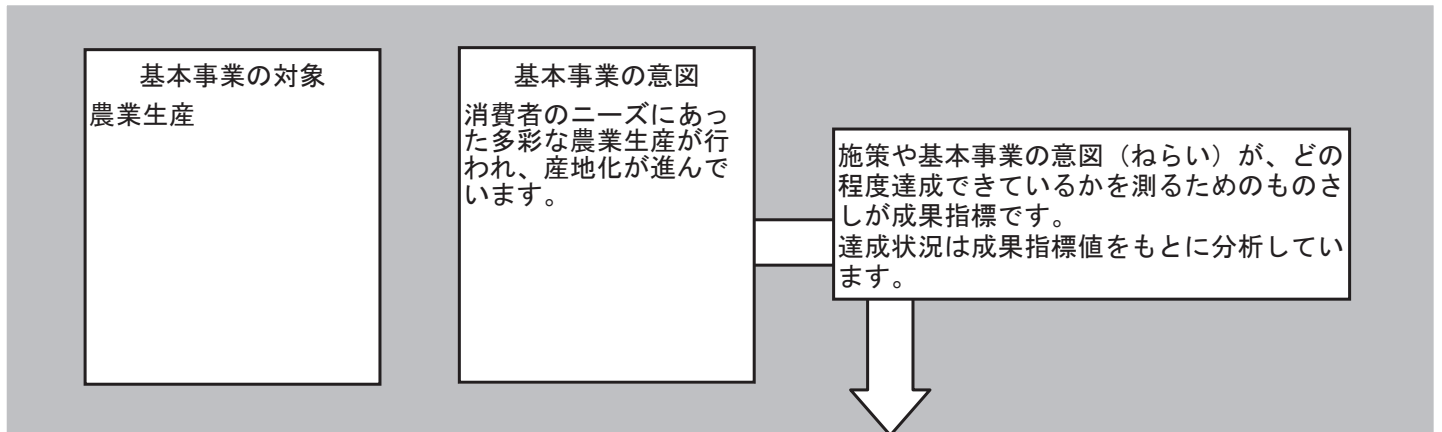 基本事業の対象
農業生産
基本事業の意図
消費者のニーズにあっ
た多彩な農業生産が行
われ、産地化が進んで
います。
施策や基本事業の意図（ねらい）が、どの
程度達成できているかを測るためのものさ
しが成果指標です。
達成状況は成果指標値をもとに分析してい
ます。